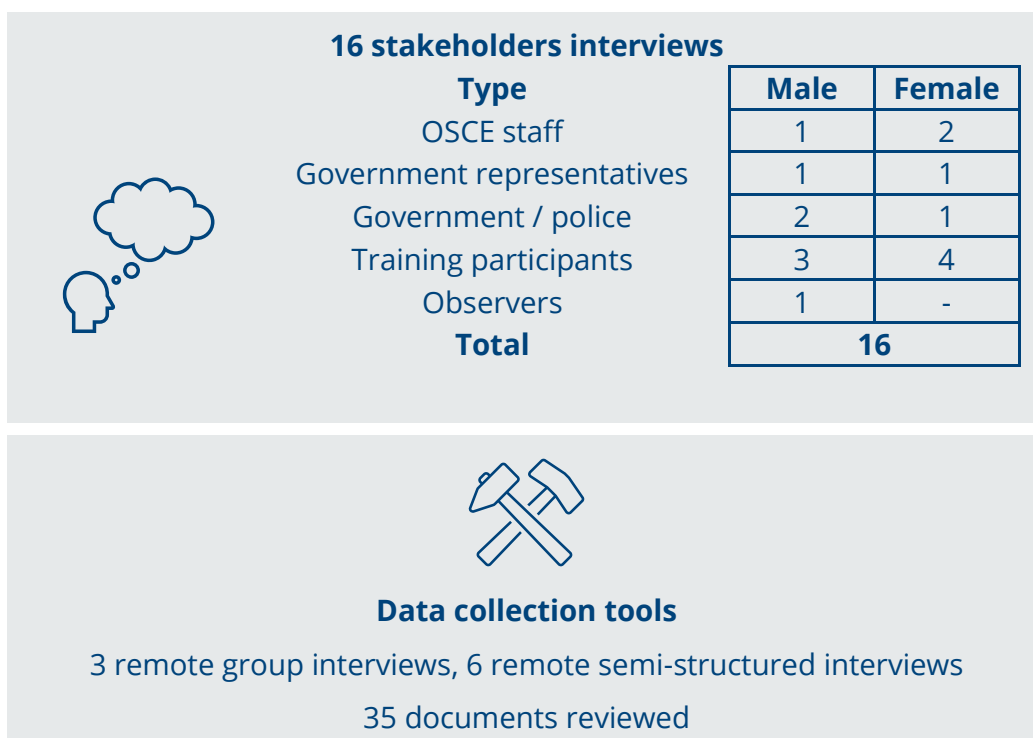 16 stakeholders interviews
Type Male Female
OSCE staff 1 2
Government representatives 1 1
Government / police 2 1
Training participants 3 4
Observers 1 -
Total 16
Data collection tools
3 remote group interviews, 6 remote semi-structured interviews
35 documents reviewed